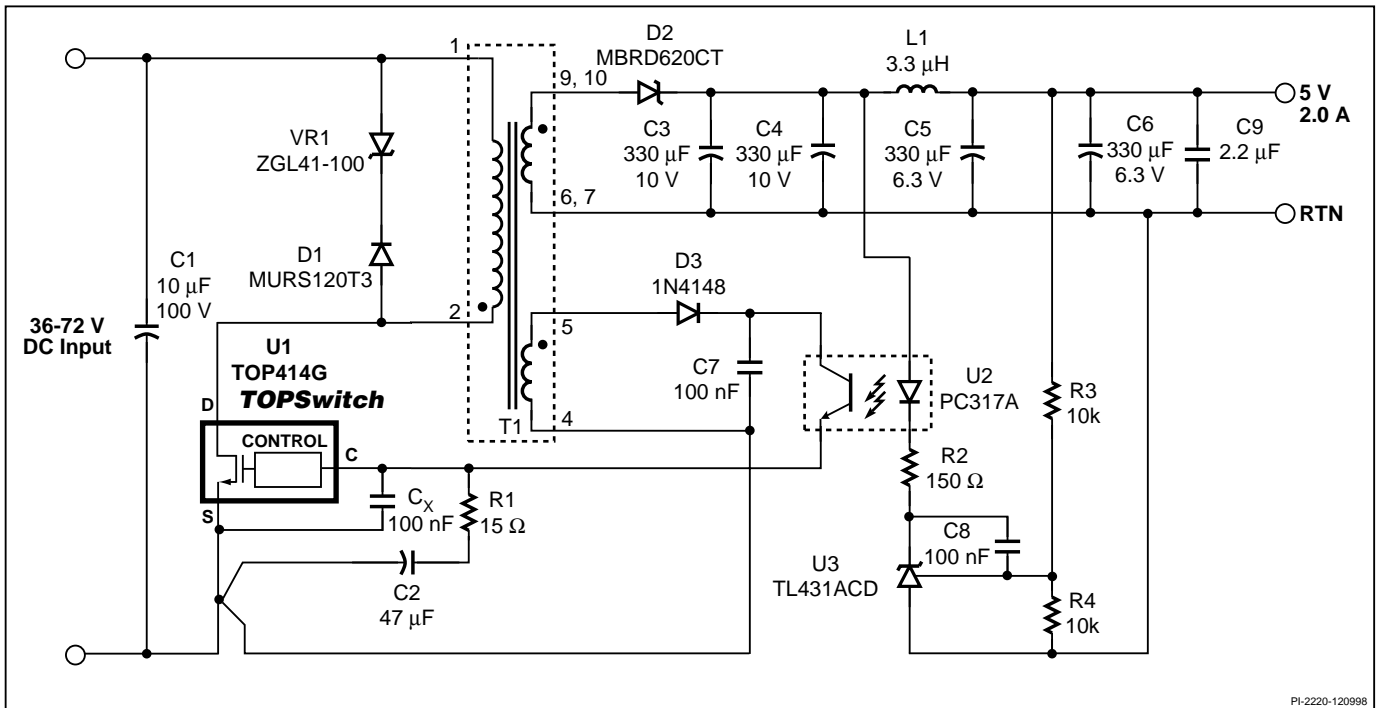 1
9, 10
D2
MBRD620CT
L1
3.3 µH
5 V
2.0 A
VR1
ZGL41-100
C3
330 µF
10 V
C4
330 µF
10 V
C5
330 µF
6.3 V
C6
330 µF
6.3 V
C9
2.2 µF
6, 7
RTN
D1
MURS120T3
C1
10 µF
100 V
2
D3
1N4148
5
36-72 V
DC Input
U1
TOP414G
TOPSwitch
C7
100 nF
U2
PC317A
R3
10k
D
T1
4
CONTROL
C
R2
150 Ω
S
CX
100 nF
R1
15 Ω
C8
100 nF
U3
TL431ACD
C2
47 µF
R4
10k
PI-2220-120998